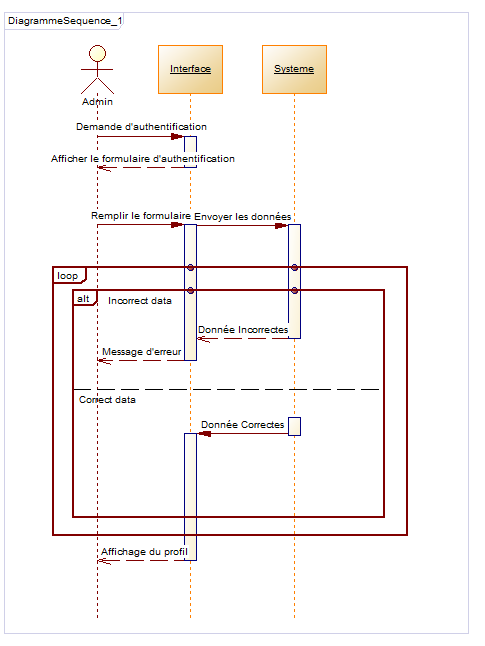 DiagrammeSequence_1
Interface
Systeme
Admin
Demande d'authentification
Afficher le formulaire d'authentification
Remplir le formulaire
Envoyer les données
loop
alt
Incorrect data
Donnée Incorrectes
Message d'erreur
Correct data
Donnée Correctes
Affichage du profil